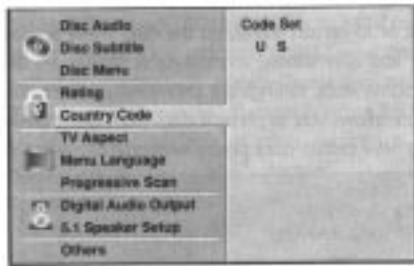 Disc Audio
Disc Subtitle
Disc Menu
Rating
Country Code
TV Aspect
Menu Language
Progressive Scan
Digital Audio Output
5.1 Speaker Setup
Others
Code Set
U S